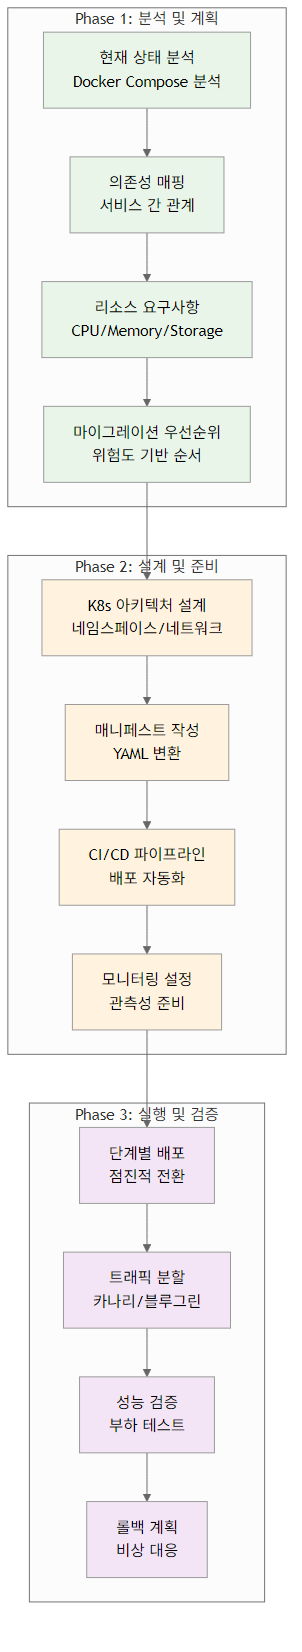 Phase 1: 분석 및 계획
현재 상태 분석
Docker Compose 분석
의존성 매핑
서비스 간 관계
리소스 요구사항
CPU/Memory/Storage
마이그레이션 우선순위
위험도 기반 순서
Phase 2: 설계 및 준비
K8s 아키텍처 설계
네임스페이스/네트워크
매니페스트 작성
YAML 변환
CI/CD 파이프라인
배포 자동화
모니터링 설정
관측성 준비
Phase 3: 실행 및 검증
단계별 배포
점진적 전환
트래픽 분할
카나리/블루그린
성능 검증
부하 테스트
롤백 계획
비상 대응